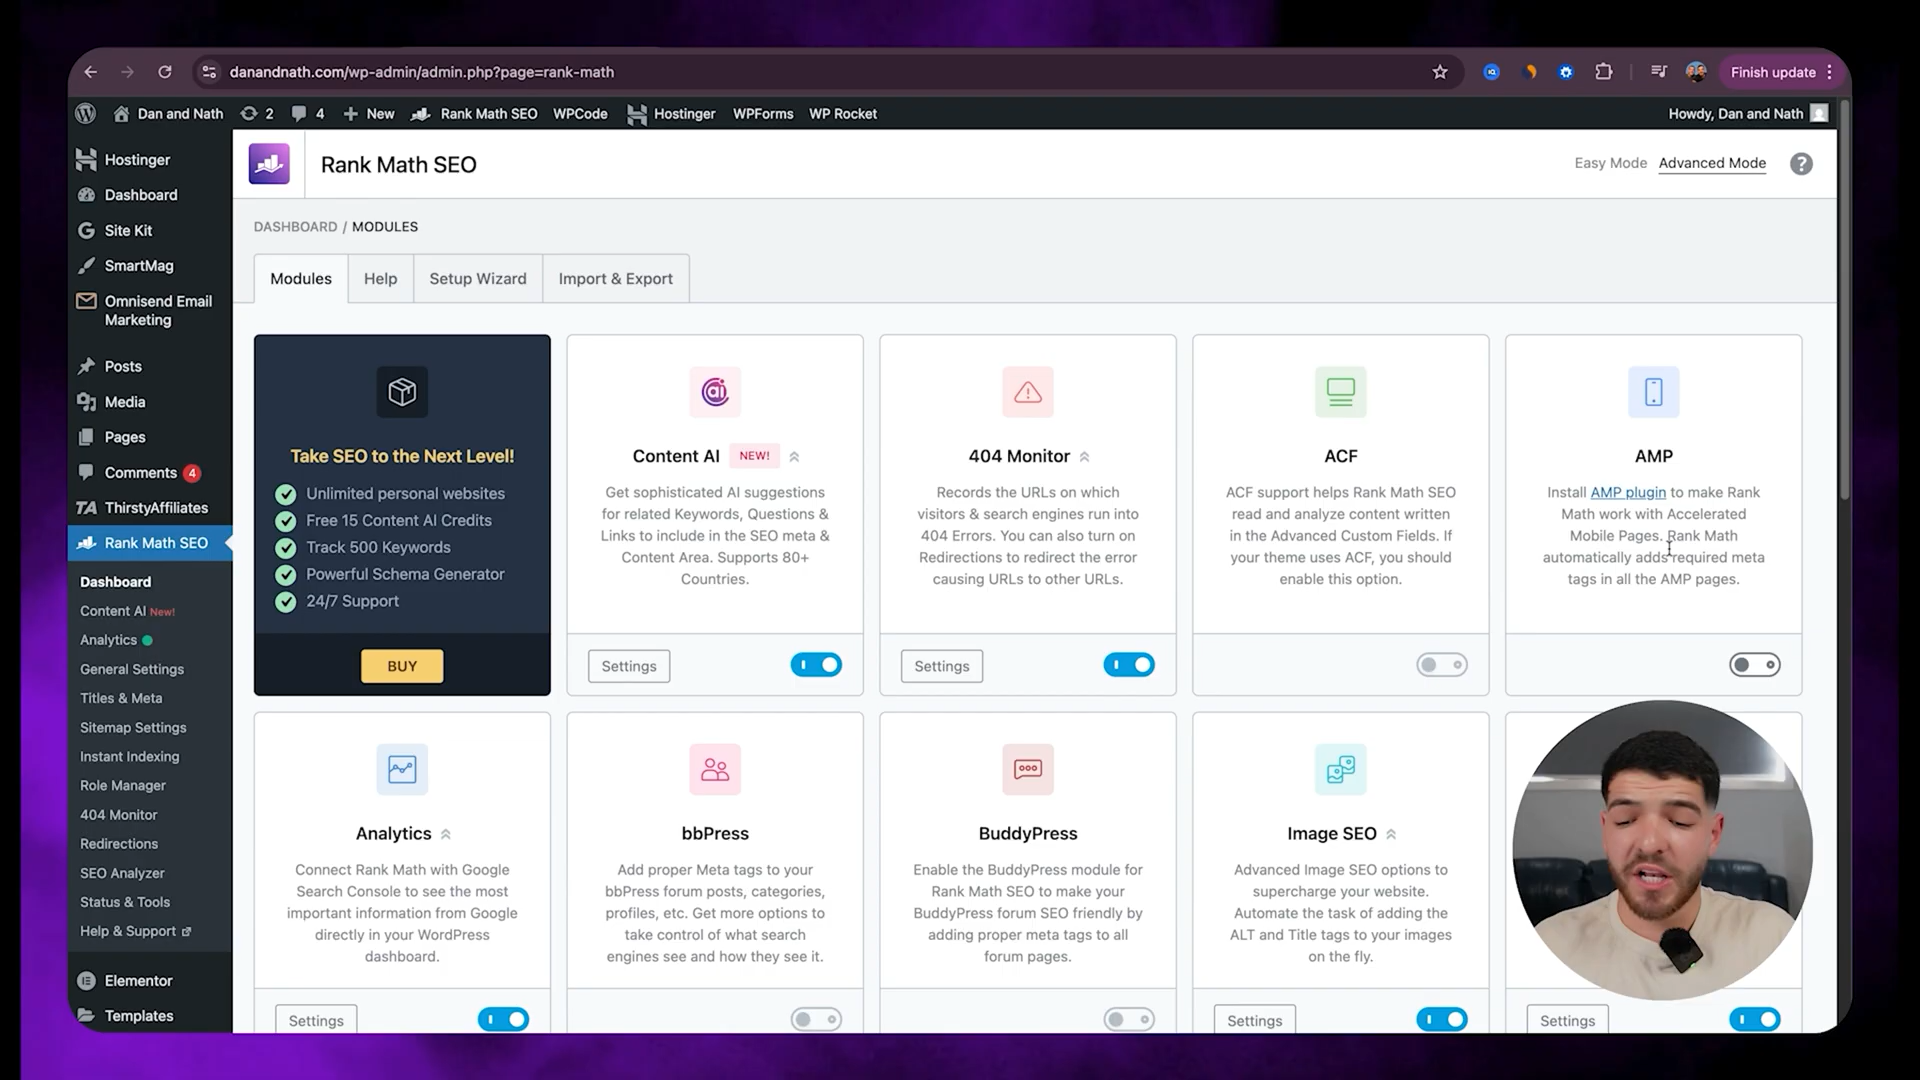 danandnath.com/wp-admin/admin.php?page=rank-math
Finish update
Dan and Nath
2
4
New
Rank Math SEO
WPCode
Hostinger
WPForms
WP Rocket
Howdy, Dan and Nath
Hostinger
Dashboard
Site Kit
SmartMag
Omnisend Email
Marketing
Posts
Media
Pages
Comments 4
TA ThirstyAffiliates
Rank Math SEO
Dashboard
Content AI New!
Analytics
General Settings
Titles & Meta
Sitemap Settings
Instant Indexing
Role Manager
404 Monitor
Redirections
SEO Analyzer
Status & Tools
Help & Support
Elementor
Templates
Rank Math SEO
Easy Mode
Advanced Mode
?
DASHBOARD / MODULES
Modules
Help
Setup Wizard
Import & Export
Take SEO to the Next Level!
Unlimited personal websites
Free 15 Content AI Credits
Track 500 Keywords
Powerful Schema Generator
24/7 Support
BUY
Content AI NEW!
Get sophisticated AI suggestions
for related Keywords, Questions &
Links to include in the SEO meta &
Content Area. Supports 80+
Countries.
Settings
404 Monitor
Records the URLs on which
visitors & search engines run into
404 Errors. You can also turn on
Redirections to redirect the error
causing URLs to other URLs.
Settings
ACF
ACF support helps Rank Math SEO
read and analyze content written
in the Advanced Custom Fields. If
your theme uses ACF, you should
enable this option.
AMP
Install AMP plugin to make Rank
Math work with Accelerated
Mobile Pages. Rank Math
automatically adds required meta
tags in all the AMP pages.
Analytics
Connect Rank Math with Google
Search Console to see the most
important information from Google
directly in your WordPress
dashboard.
Settings
bbPress
Add proper Meta tags to your
bbPress forum posts, categories,
profiles, etc. Get more options to
take control of what search
engines see and how they see it.
BuddyPress
Enable the BuddyPress module for
Rank Math SEO to make your
BuddyPress forum SEO friendly by
adding proper meta tags to all
forum pages.
Image SEO
Advanced Image SEO options to
supercharge your website.
Automate the task of adding the
ALT and Title tags to your images
on the fly.
Settings
Settings